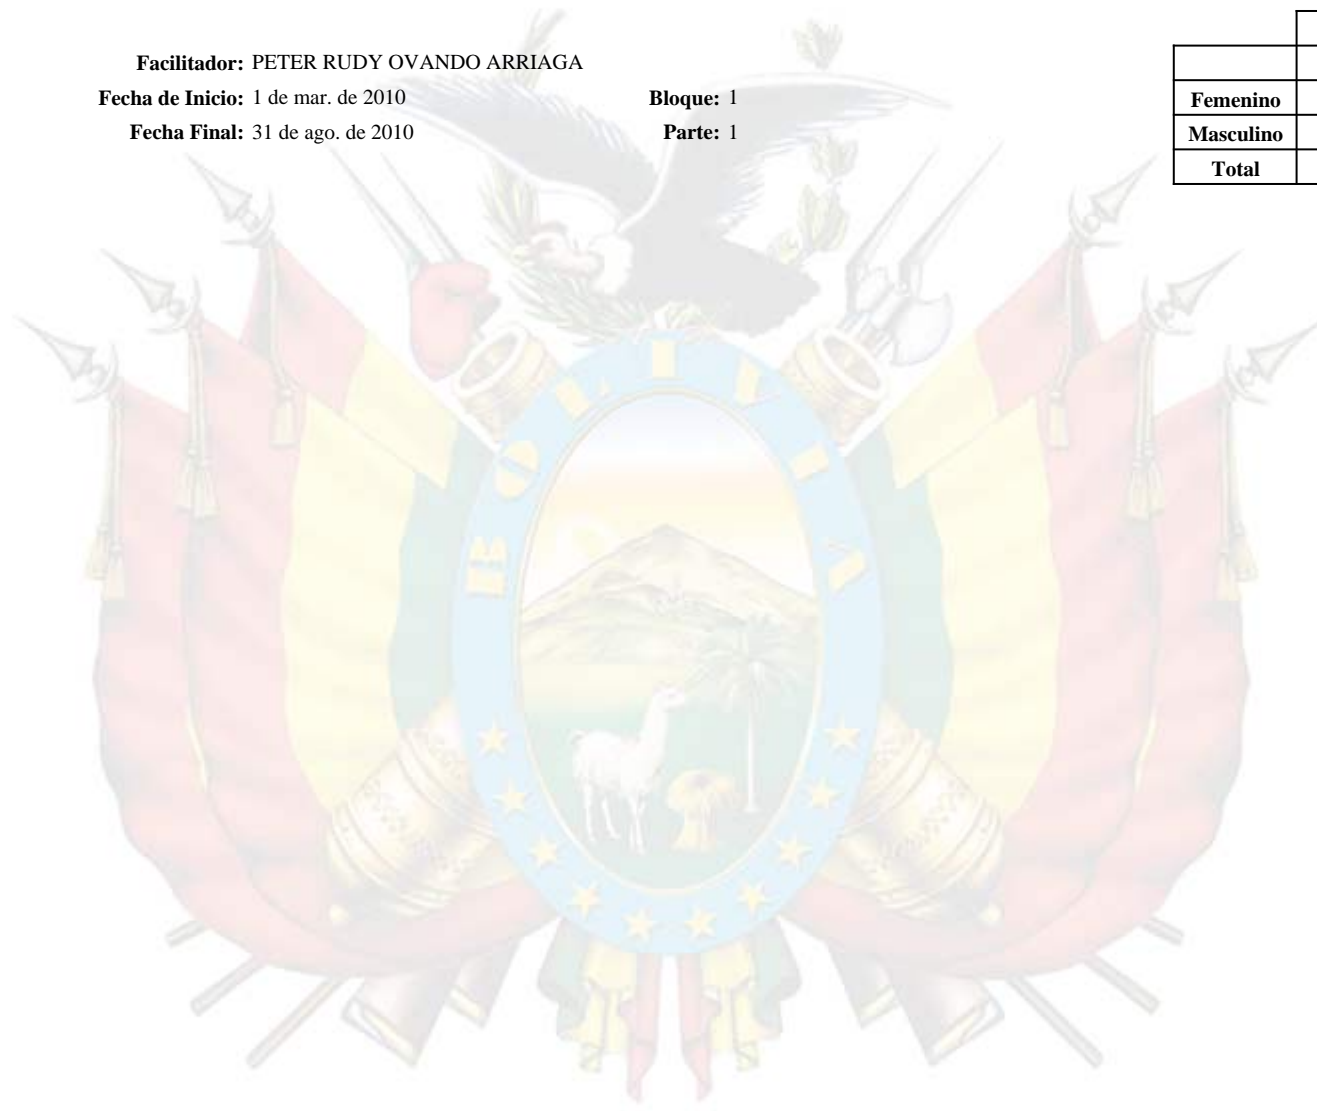 Facilitador: PETER RUDY OVANDO ARRIAGA
Fecha de Inicio: 1 de mar. de 2010 Bloque: 1
Fecha Final: 31 de ago. de 2010 Parte: 1
Femenino
Masculino
Total
BOLIVIA